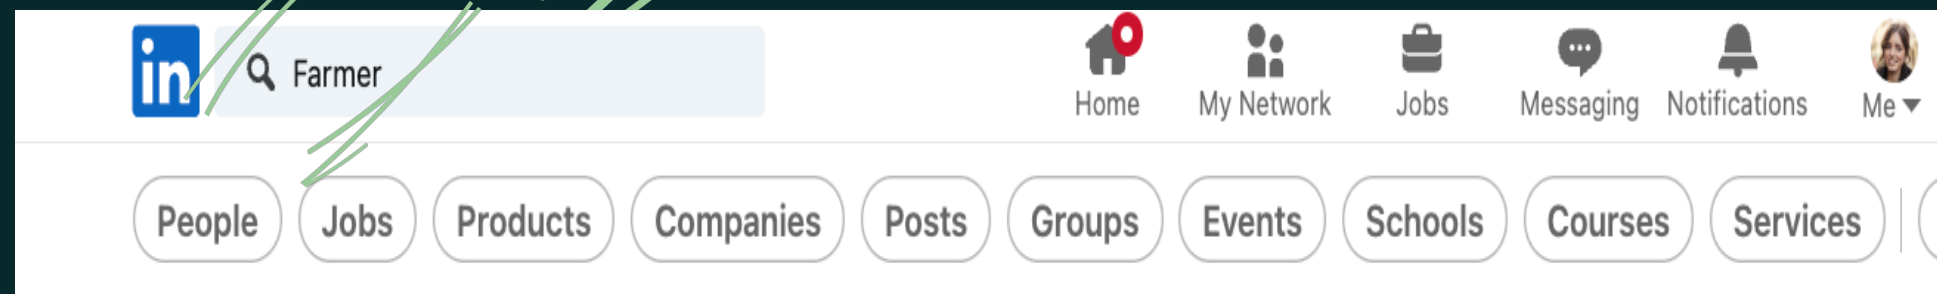 in Farmer
Home My Network Jobs Messaging Notifications Me
People Jobs Products Companies Posts Groups Events Schools Courses Services